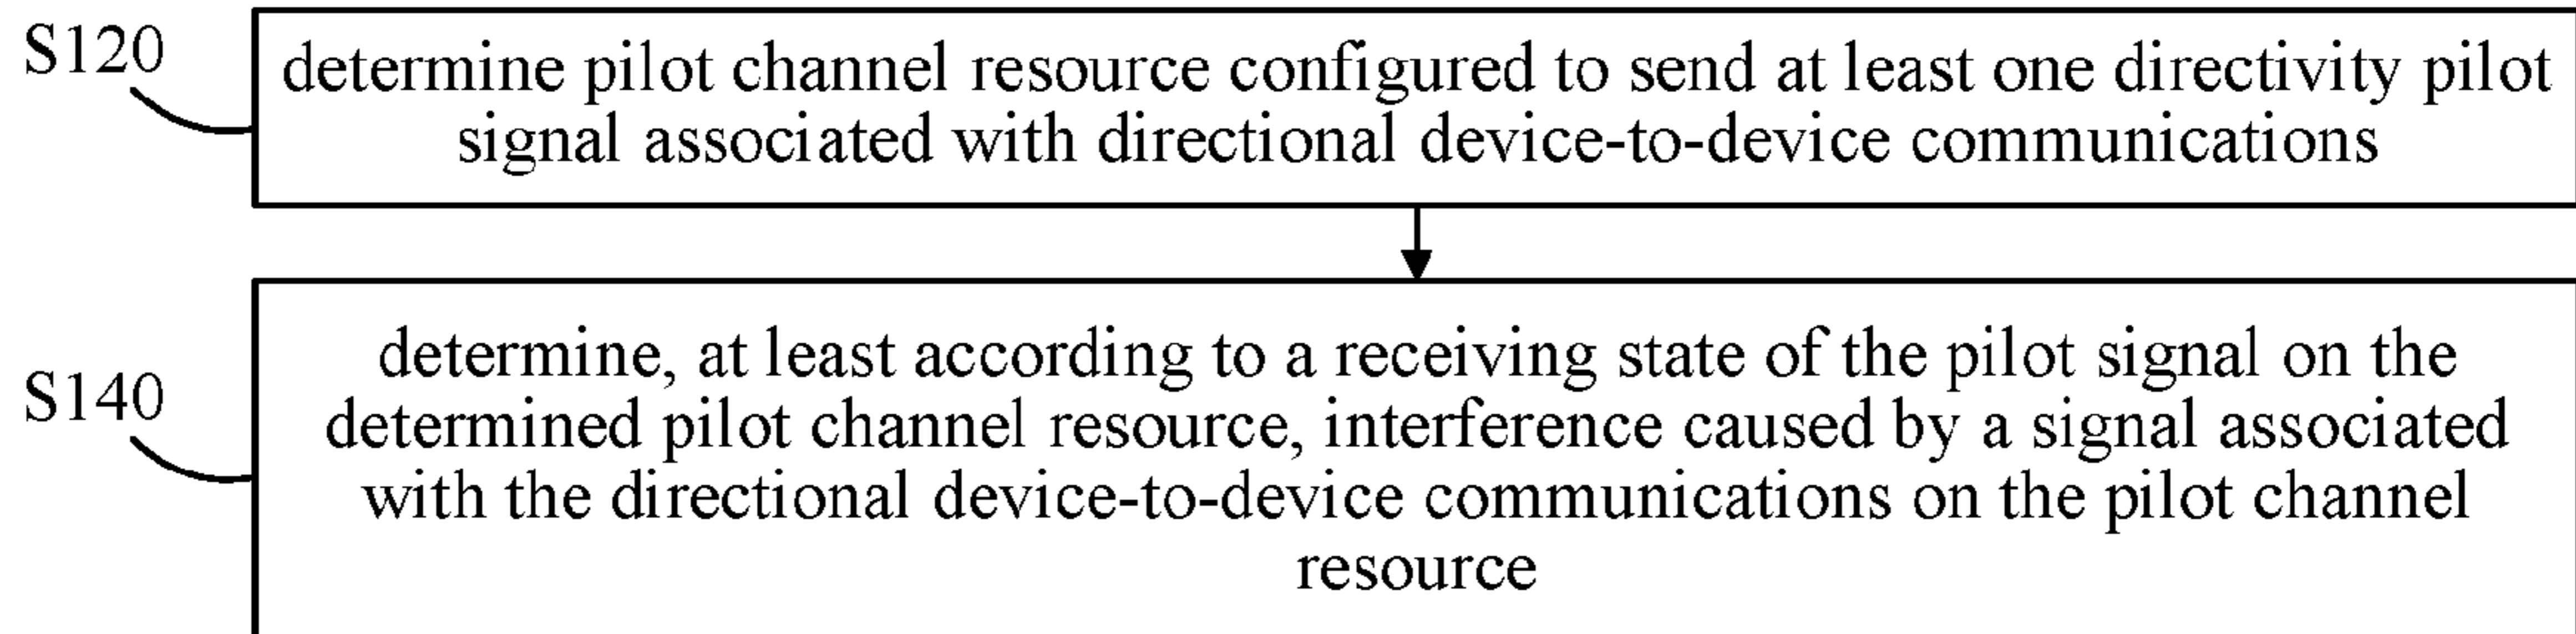 S120
determine pilot channel resource configured to send at least one directivity pilot
signal associated with directional device-to-device communications
S140
determine, at least according to a receiving state of the pilot signal on the
determined pilot channel resource, interference caused by a signal associated
with the directional device-to-device communications on the pilot channel
resource